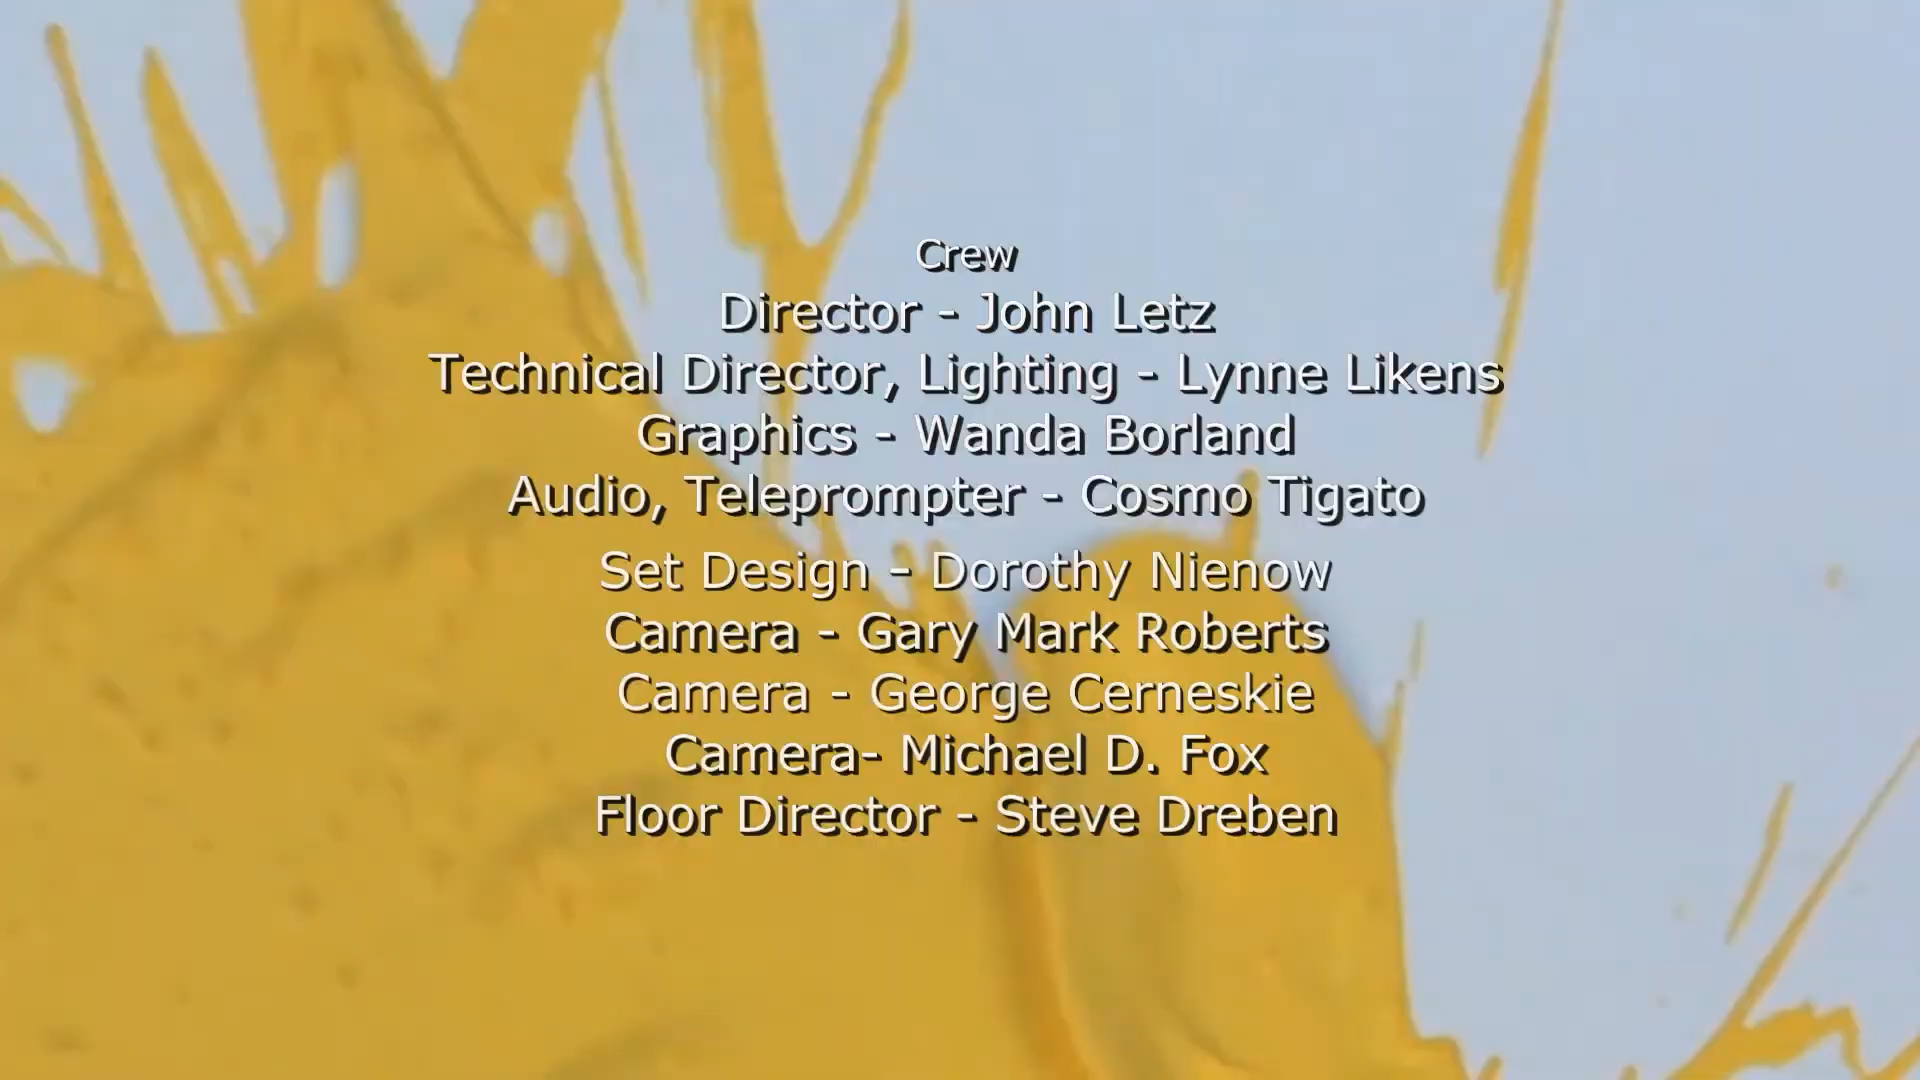 Crew
Director - John Letz
Technical Director, Lighting - Lynne Likens
Graphics - Wanda Borland
Audio, Teleprompter - Cosmo Tigato
Set Design - Dorothy Nienow
Camera - Gary Mark Roberts
Camera - George Cerneskie
Camera- Michael D. Fox
Floor Director - Steve Dreben